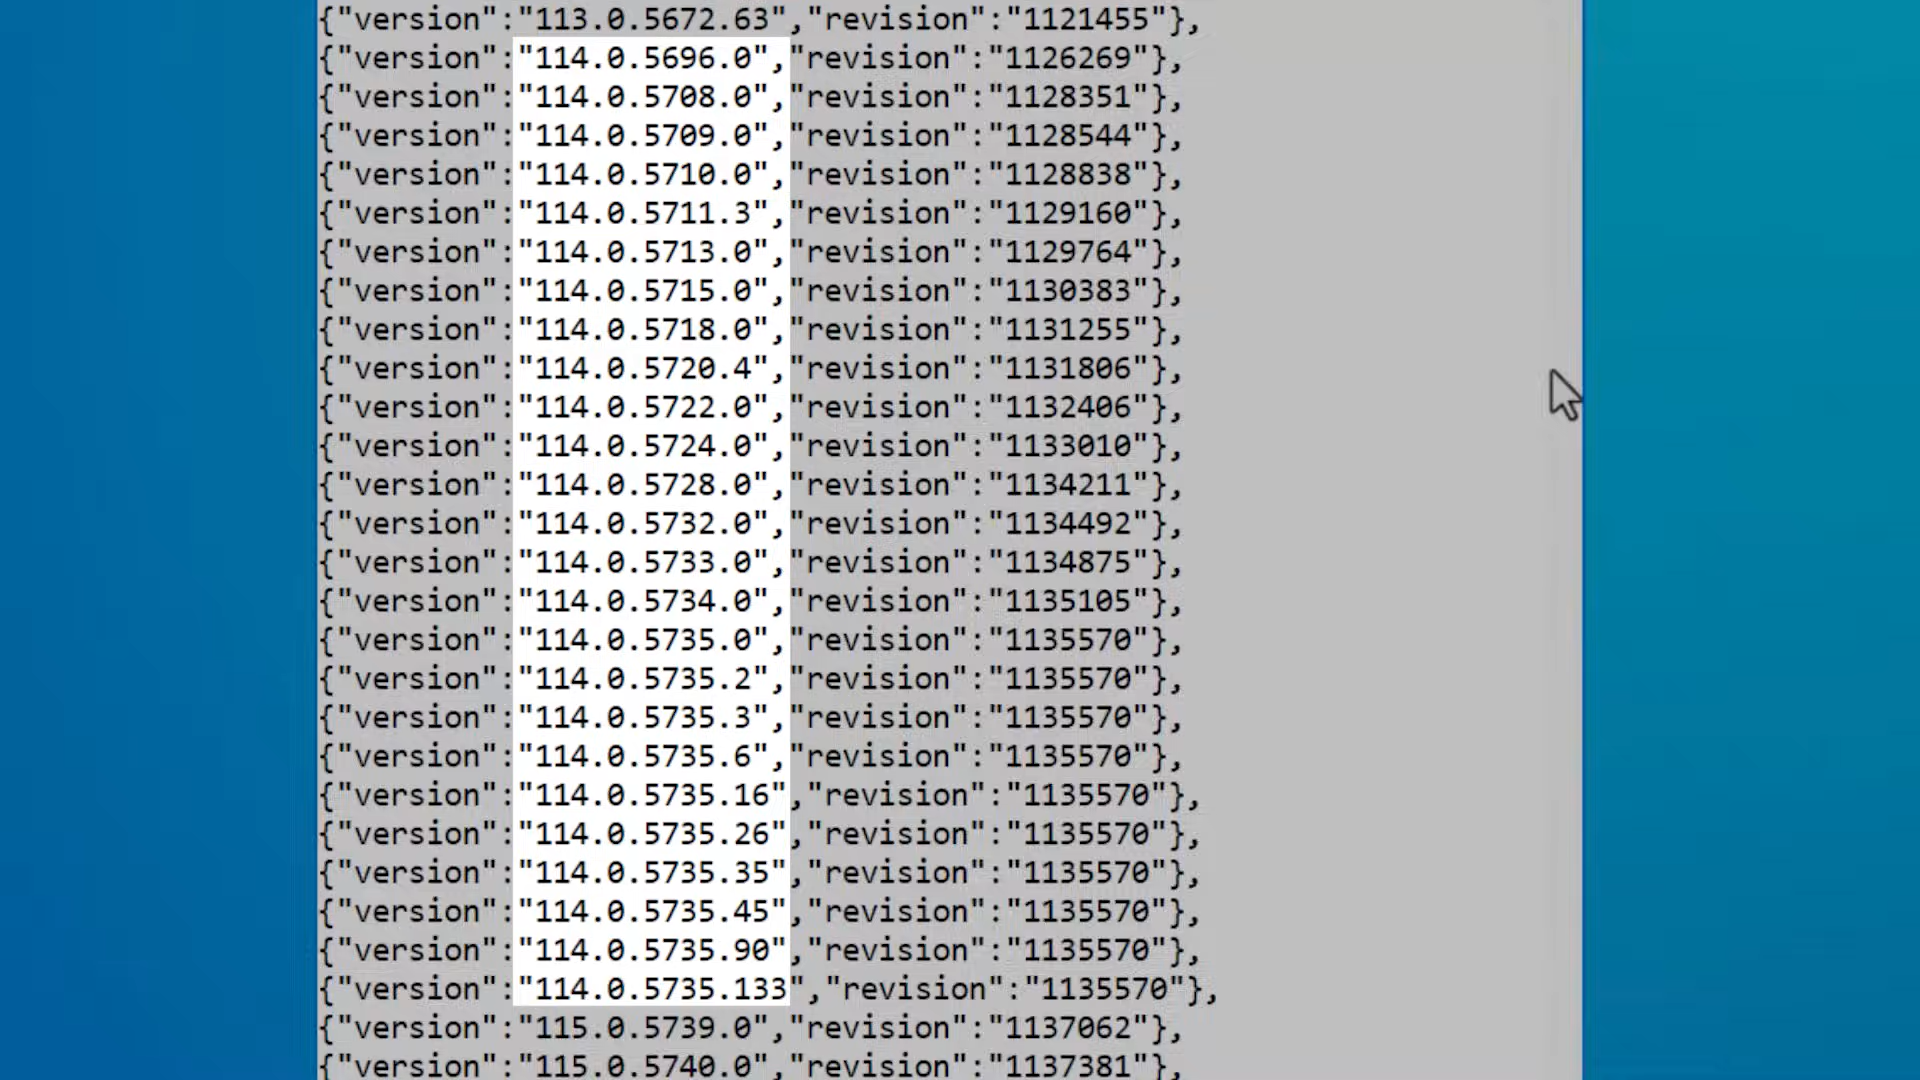 {"version":"113.0.5672.63","revision":"1121455"},
{"version":"114.0.5696.0","revision":"1126269"},
{"version":"114.0.5708.0","revision":"1128351"},
{"version":"114.0.5709.0","revision":"1128544"},
{"version":"114.0.5710.0","revision":"1128838"},
{"version":"114.0.5711.3","revision":"1129160"},
{"version":"114.0.5713.0","revision":"1129764"},
{"version":"114.0.5715.0","revision":"1130383"},
{"version":"114.0.5718.0","revision":"1131255"},
{"version":"114.0.5720.4","revision":"1131806"},
{"version":"114.0.5722.0","revision":"1132406"},
{"version":"114.0.5724.0","revision":"1133010"},
{"version":"114.0.5728.0","revision":"1134211"},
{"version":"114.0.5732.0","revision":"1134492"},
{"version":"114.0.5733.0","revision":"1134875"},
{"version":"114.0.5734.0","revision":"1135105"},
{"version":"114.0.5735.0","revision":"1135570"},
{"version":"114.0.5735.2","revision":"1135570"},
{"version":"114.0.5735.3","revision":"1135570"},
{"version":"114.0.5735.6","revision":"1135570"},
{"version":"114.0.5735.16","revision":"1135570"},
{"version":"114.0.5735.26","revision":"1135570"},
{"version":"114.0.5735.35","revision":"1135570"},
{"version":"114.0.5735.45","revision":"1135570"},
{"version":"114.0.5735.90","revision":"1135570"},
{"version":"114.0.5735.133","revision":"1135570"},
{"version":"115.0.5739.0","revision":"1137062"},
{"version":"115.0.5740.0","revision":"1137381"},